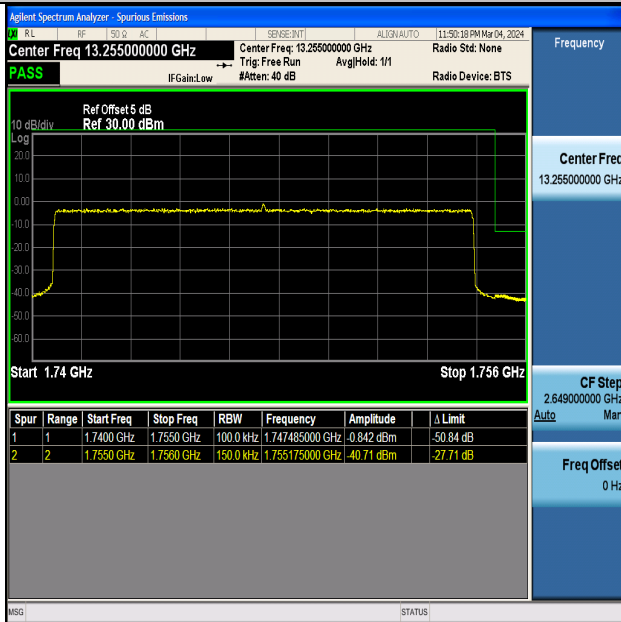 Agilent Spectrum Analyzer - Spurious Emissions
RL RF 50 Ω AC SENSE:INT ALIGN AUTO 11:50:18 PM Mar 04, 2024
Center Freq 13.255000000 GHz
Center Freq: 13.255000000 GHz
Radio Std: None
Trig: Free Run Avg|Hold: 1/1
PASS
IFGain:Low
#Atten: 40 dB
Radio Device: BTS
Ref Offset 5 dB
10 dB/div Ref 30.00 dBm
Log
20.0
10.0
0.00
-10.0
-20.0
-30.0
-40.0
-50.0
-60.0
Start 1.74 GHz Stop 1.756 GHz
Spur Range Start Freq Stop Freq RBW Frequency Amplitude Δ Limit
1 1 1.7400 GHz 1.7550 GHz 100.0 kHz 1.747485000 GHz -0.842 dBm -50.84 dB
2 2 1.7550 GHz 1.7560 GHz 150.0 kHz 1.755175000 GHz -40.71 dBm -27.71 dB
Frequency
Center Freq
13.255000000 GHz
CF Step
2.649000000 GHz
Auto Man
Freq Offset
0 Hz
MSG STATUS